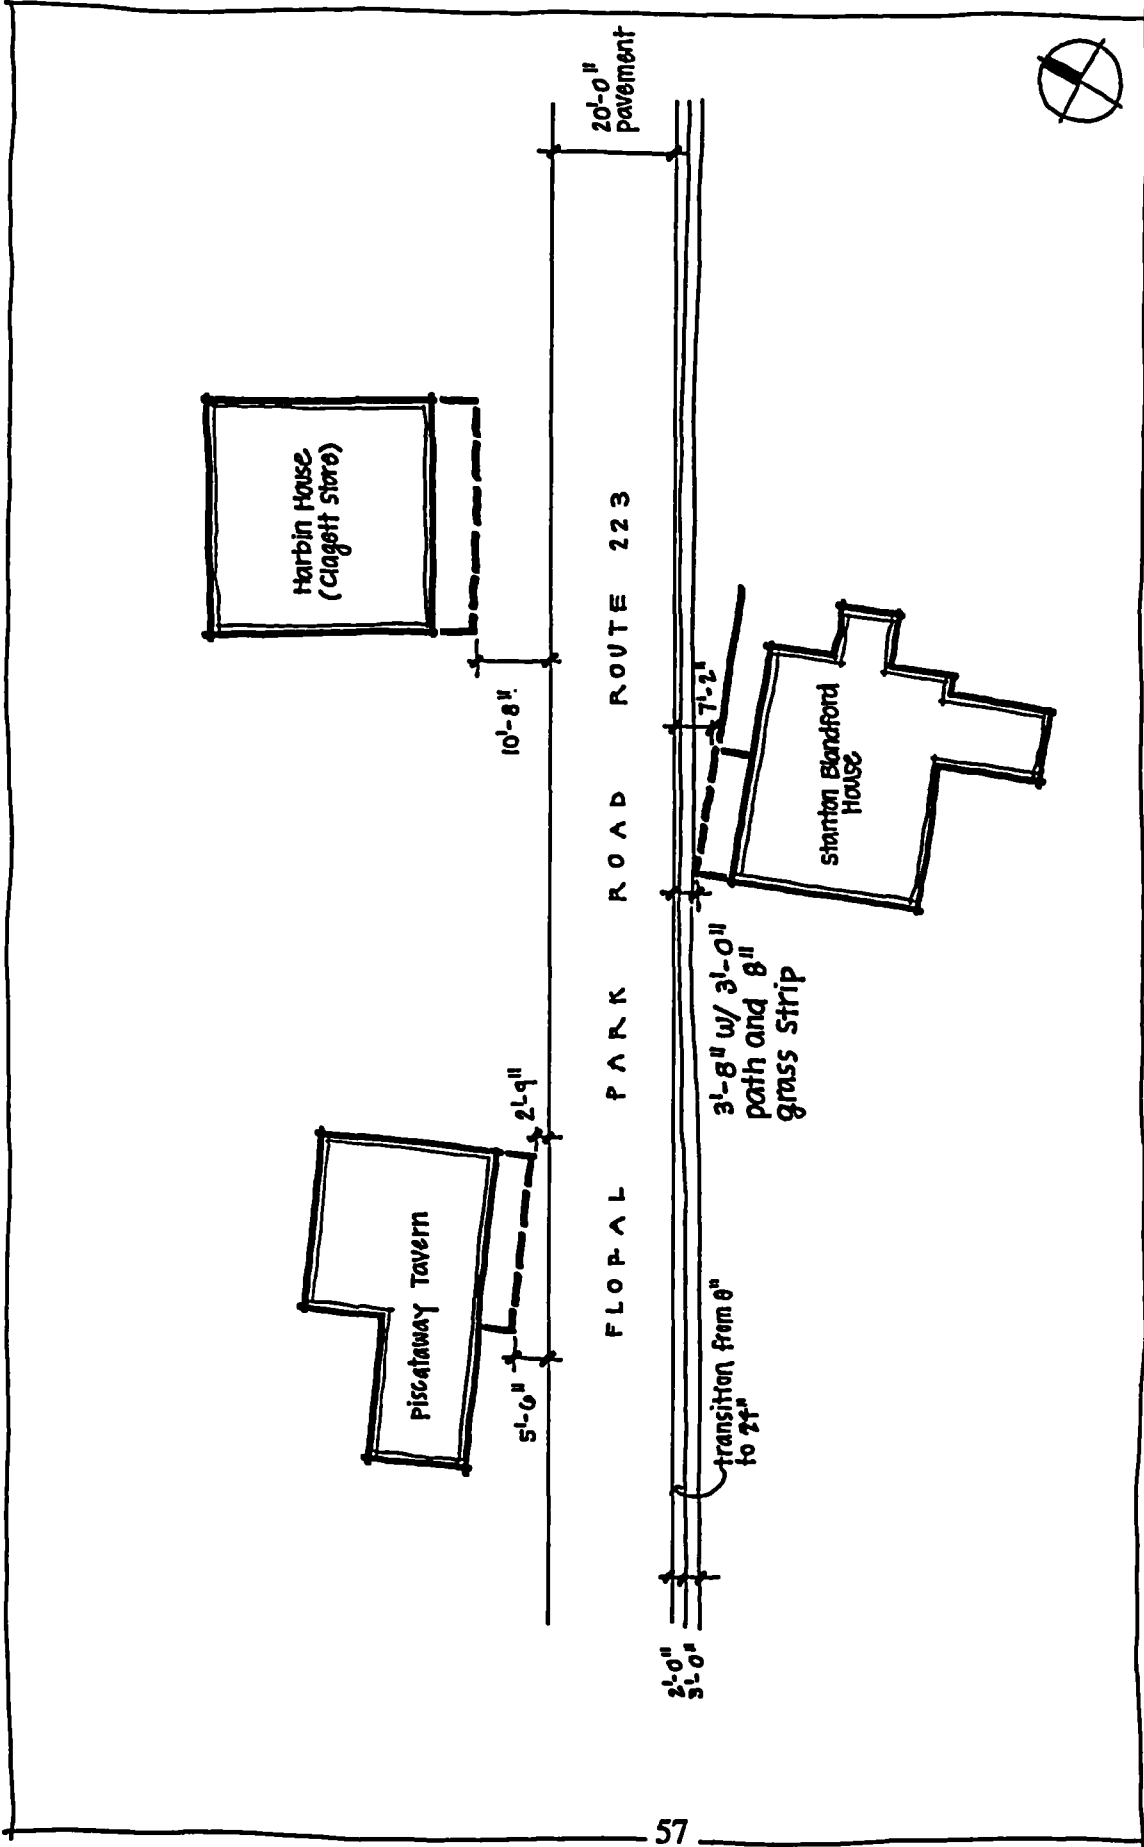 20'-0"
pavement
Harbin House
(Clagett Store)
10'-8"
FLOPAL PARK ROAD ROUTE 223
7'-2"
Stanton Blandford
House
3'-8" w/ 3'-0"
path and 8"
grass strip
2'-9"
Piscataway Tavern
5'-6"
transition from 8"
to 24"
2'-0"
3'-0"
57